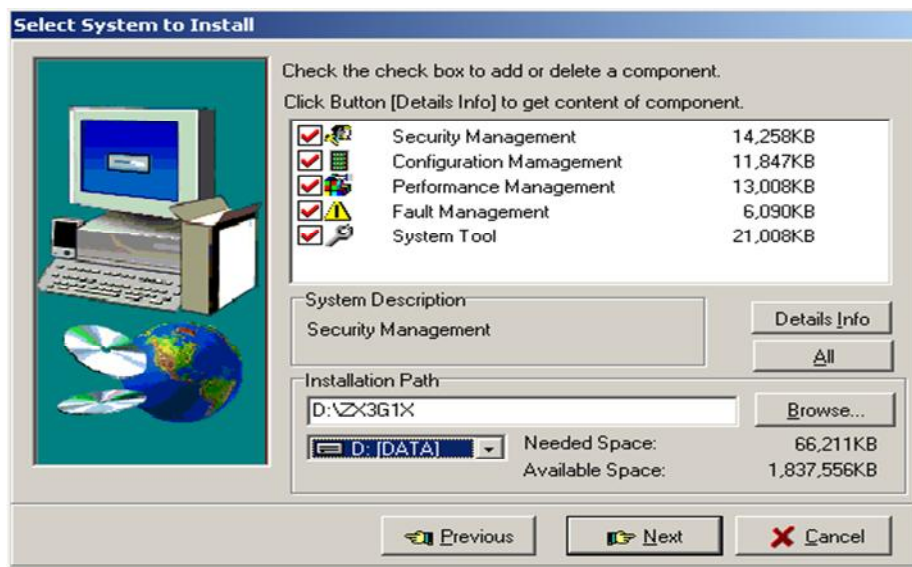 Select System to Install
Check the check box to add or delete a component.
Click Button [Details Info] to get content of component.
Security Management 14,258KB
Configuration Mamagement 11,847KB
Performance Management 13,008KB
Fault Management 6,090KB
System Tool 21,008KB
System Description
Security Management
Details Info
All
Installation Path
D:\ZX3G1X
Browse...
D: [DATA]
Needed Space: 66,211KB
Available Space: 1,837,556KB
Previous
Next
Cancel